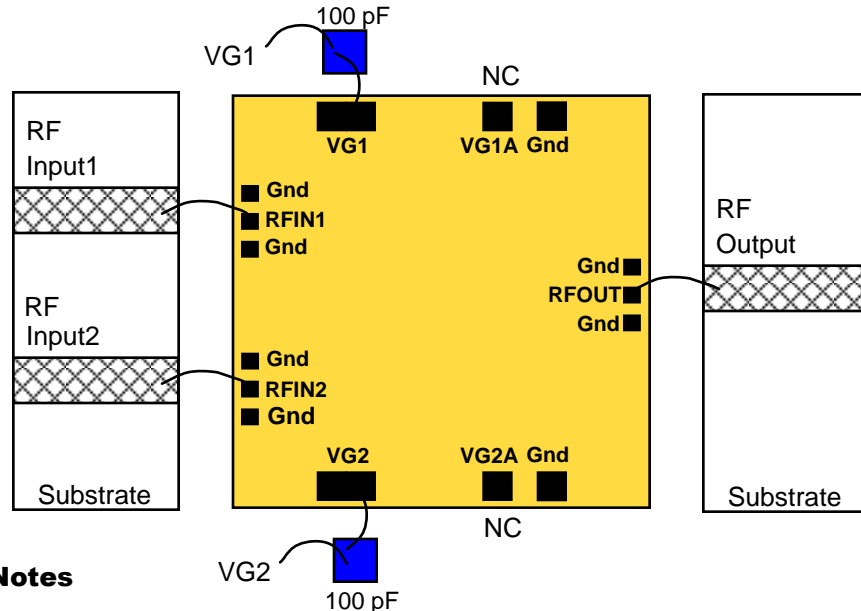 100 pF
VG1
NC
RF
Input1
VG1
VG1A Gnd
Gnd
RFIN1
Gnd
RF
Output
Gnd
RFOUT
Gnd
RF
Input2
Gnd
RFIN2
Gnd
VG2
VG2A Gnd
Substrate
Substrate
NC
VG2
100 pF
Notes